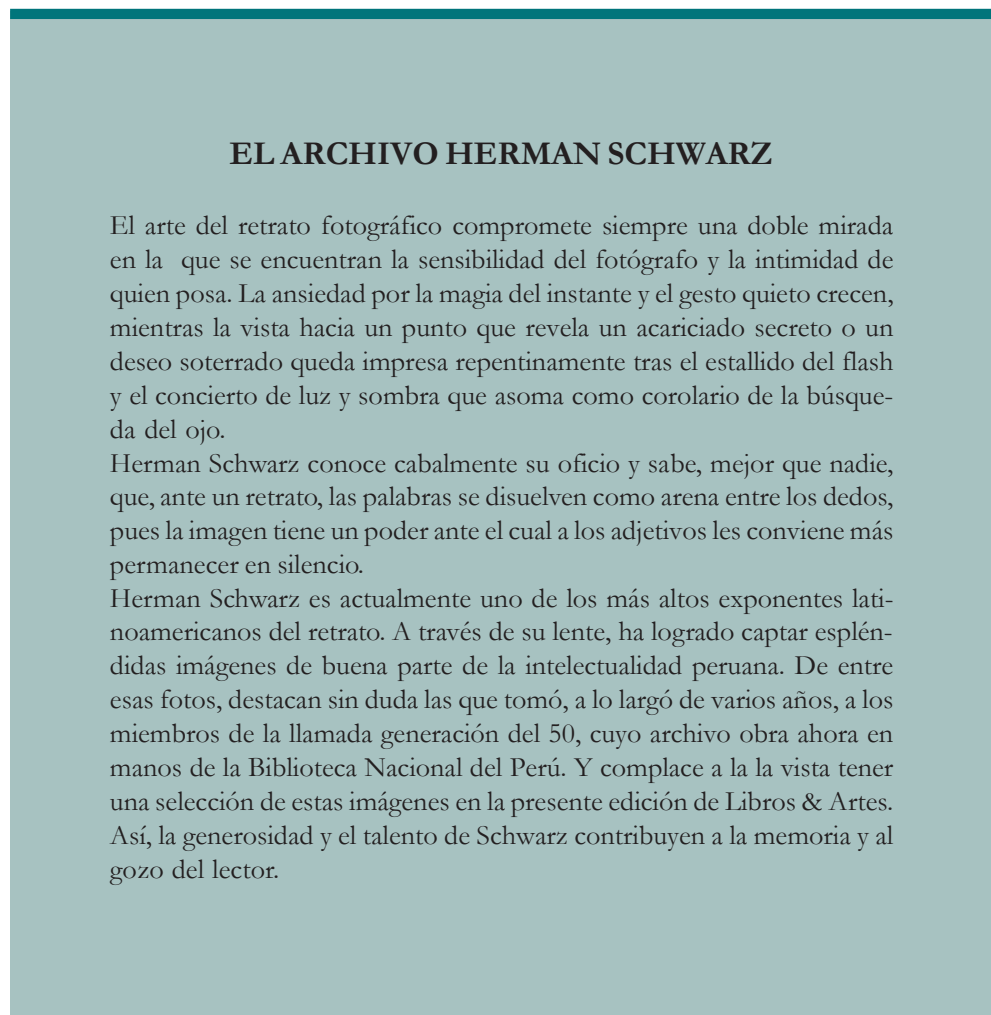 EL ARCHIVO HERMAN SCHWARZ
El arte del retrato fotográfico compromete siempre una doble mirada
en la  que se encuentran la sensibilidad del fotógrafo y la intimidad de
quien posa. La ansiedad por la magia del instante y el gesto quieto crecen,
mientras la vista hacia un punto que revela un acariciado secreto o un
deseo soterrado queda impresa repentinamente tras el estallido del flash
y el concierto de luz y sombra que asoma como corolario de la búsque-
da del ojo.
Herman Schwarz conoce cabalmente su oficio y sabe, mejor que nadie,
que, ante un retrato, las palabras se disuelven como arena entre los dedos,
pues la imagen tiene un poder ante el cual a los adjetivos les conviene más
permanecer en silencio.
Herman Schwarz es actualmente uno de los más altos exponentes lati-
noamericanos del retrato. A través de su lente, ha logrado captar esplén-
didas imágenes de buena parte de la intelectualidad peruana. De entre
esas fotos, destacan sin duda las que tomó, a lo largó de varios años, a los
miembros de la llamada generación del 50, cuyo archivo obra ahora en
manos de la Biblioteca Nacional del Perú. Y complace a la la vista tener
una selección de estas imágenes en la presente edición de Libros & Artes.
Así, la generosidad y el talento de Schwarz contribuyen a la memoria y al
gozo del lector.